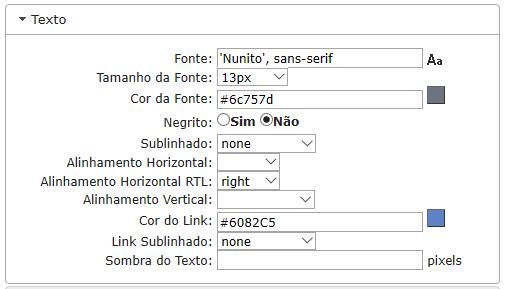 Texto
Fonte: 'Nunito', sans-serif Aa
Tamanho da Fonte: 13px
Cor da Fonte: #6c757d
Negrito: Sim Não
Sublinhado: none
Alinhamento Horizontal:
Alinhamento Horizontal RTL: right
Alinhamento Vertical:
Cor do Link: #6082C5
Link Sublinhado: none
Sombra do Texto: pixels